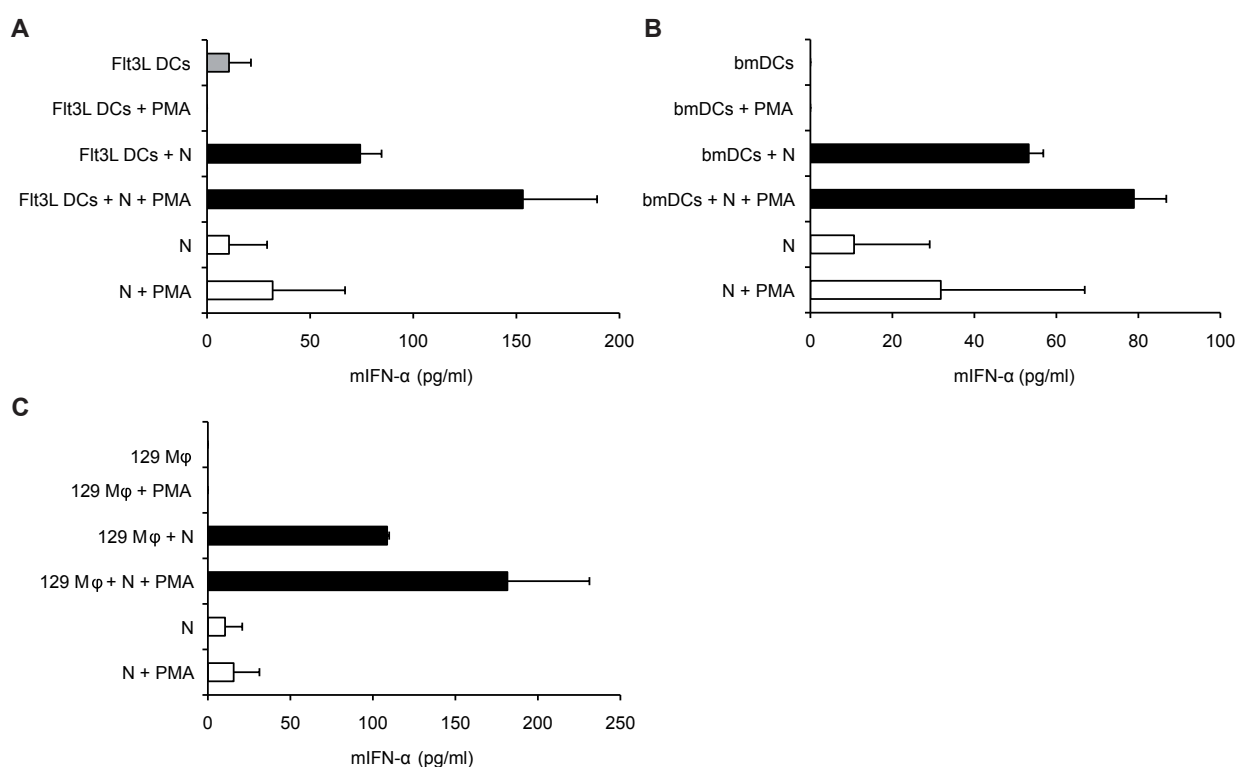 A
Flt3L DCs
Flt3L DCs + PMA
Flt3L DCs + N
Flt3L DCs + N + PMA
N
N + PMA
0 50 100 150 200
mIFN-α (pg/ml)
B
bmDCs
bmDCs + PMA
bmDCs + N
bmDCs + N + PMA
N
N + PMA
0 20 40 60 80 100
mIFN-α (pg/ml)
C
129 Mφ
129 Mφ + PMA
129 Mφ + N
129 Mφ + N + PMA
N
N + PMA
0 50 100 150 200 250
mIFN-α (pg/ml)